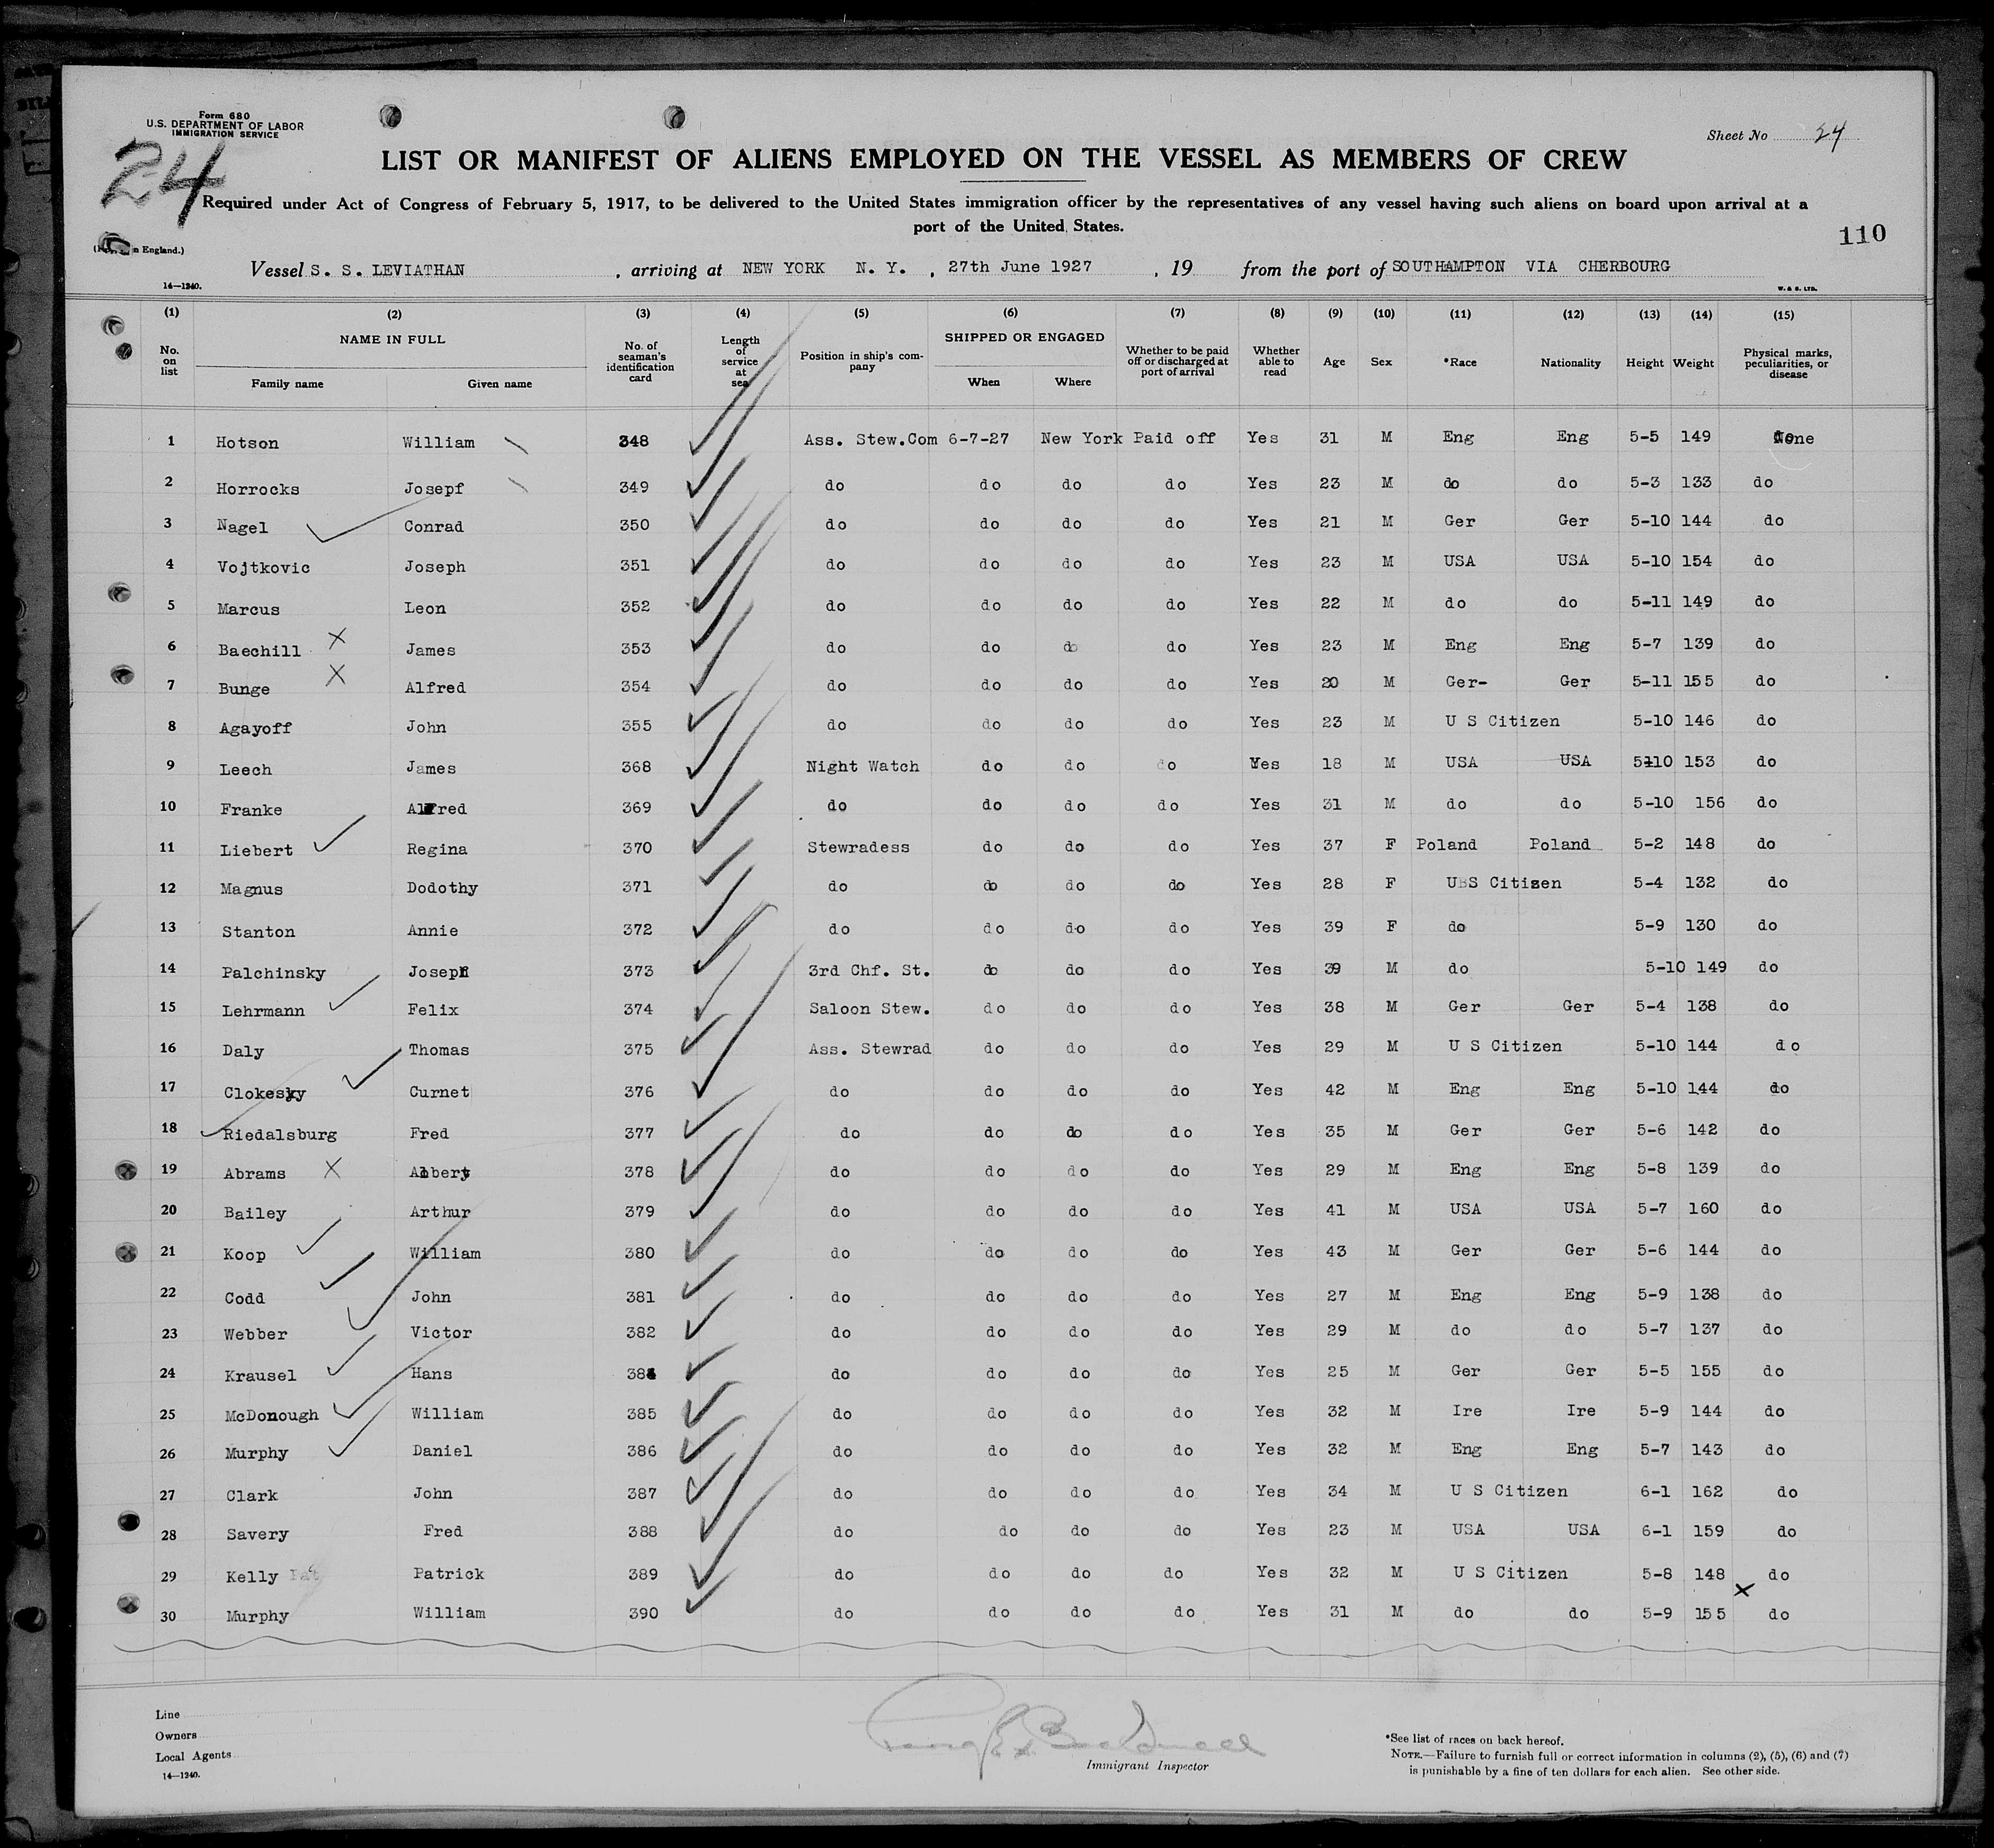 Form 680
U.S. DEPARTMENT OF LABOR
IMMIGRATION SERVICE
24
Sheet No 24
LIST OR MANIFEST OF ALIENS EMPLOYED ON THE VESSEL AS MEMBERS OF CREW
Required under Act of Congress of February 5, 1917, to be delivered to the United States immigration officer by the representatives of any vessel having such aliens on board upon arrival at a
port of the United States.
110
n England.)
Vessel S. S. LEVIATHAN , arriving at NEW YORK N. Y. , 27th June 1927 , 19 from the port of SOUTHAMPTON VIA CHERBOURG
14—1240. W. & S. LTD.
(1) (2) (3) (4) (5) (6) (7) (8) (9) (10) (11) (12) (13) (14) (15)
No. on list NAME IN FULL Family name Given name No. of seaman's identification card Length of service at sea Position in ship's company SHIPPED OR ENGAGED When Where Whether to be paid off or discharged at port of arrival Whether able to read Age Sex *Race Nationality Height Weight Physical marks, peculiarities, or disease
1 Hotson William 348 Ass. Stew.Com 6-7-27 New York Paid off Yes 31 M Eng Eng 5-5 149 None
2 Horrocks Josepf 349 do do do do Yes 23 M do do 5-3 133 do
3 Nagel Conrad 350 do do do do Yes 21 M Ger Ger 5-10 144 do
4 Vojtkovic Joseph 351 do do do do Yes 23 M USA USA 5-10 154 do
5 Marcus Leon 352 do do do do Yes 22 M do do 5-11 149 do
6 Baechill James 353 do do do do Yes 23 M Eng Eng 5-7 139 do
7 Bunge Alfred 354 do do do do Yes 20 M Ger- Ger 5-11 155 do
8 Agayoff John 355 do do do do Yes 23 M U S Citizen 5-10 146 do
9 Leech James 368 Night Watch do do do Yes 18 M USA USA 5-10 153 do
10 Franke Alfred 369 do do do do Yes 31 M do do 5-10 156 do
11 Liebert Regina 370 Stewradess do do do Yes 37 F Poland Poland 5-2 148 do
12 Magnus Dodothy 371 do do do do Yes 28 F U S Citizen 5-4 132 do
13 Stanton Annie 372 do do do do Yes 39 F do 5-9 130 do
14 Palchinsky Joseph 373 3rd Chf. St. do do do Yes 39 M do 5-10 149 do
15 Lehrmann Felix 374 Saloon Stew. do do do Yes 38 M Ger Ger 5-4 138 do
16 Daly Thomas 375 Ass. Stewrad do do do Yes 29 M U S Citizen 5-10 144 do
17 Clokesky Curnet 376 do do do do Yes 42 M Eng Eng 5-10 144 do
18 Riedalsburg Fred 377 do do do do Yes 35 M Ger Ger 5-6 142 do
19 Abrams Albert 378 do do do do Yes 29 M Eng Eng 5-8 139 do
20 Bailey Arthur 379 do do do do Yes 41 M USA USA 5-7 160 do
21 Koop William 380 do do do do Yes 43 M Ger Ger 5-6 144 do
22 Codd John 381 do do do do Yes 27 M Eng Eng 5-9 138 do
23 Webber Victor 382 do do do do Yes 29 M do do 5-7 137 do
24 Krausel Hans 384 do do do do Yes 25 M Ger Ger 5-5 155 do
25 McDonough William 385 do do do do Yes 32 M Ire Ire 5-9 144 do
26 Murphy Daniel 386 do do do do Yes 32 M Eng Eng 5-7 143 do
27 Clark John 387 do do do do Yes 34 M U S Citizen 6-1 162 do
28 Savery Fred 388 do do do do Yes 23 M USA USA 6-1 159 do
29 Kelly Patrick 389 do do do do Yes 32 M U S Citizen 5-8 148 do
30 Murphy William 390 do do do do Yes 31 M do do 5-9 155 do
Line
Owners
Local Agents
14—1240.
Immigrant Inspector
*See list of races on back hereof.
NOTE.—Failure to furnish full or correct information in columns (2), (5), (6) and (7)
is punishable by a fine of ten dollars for each alien. See other side.